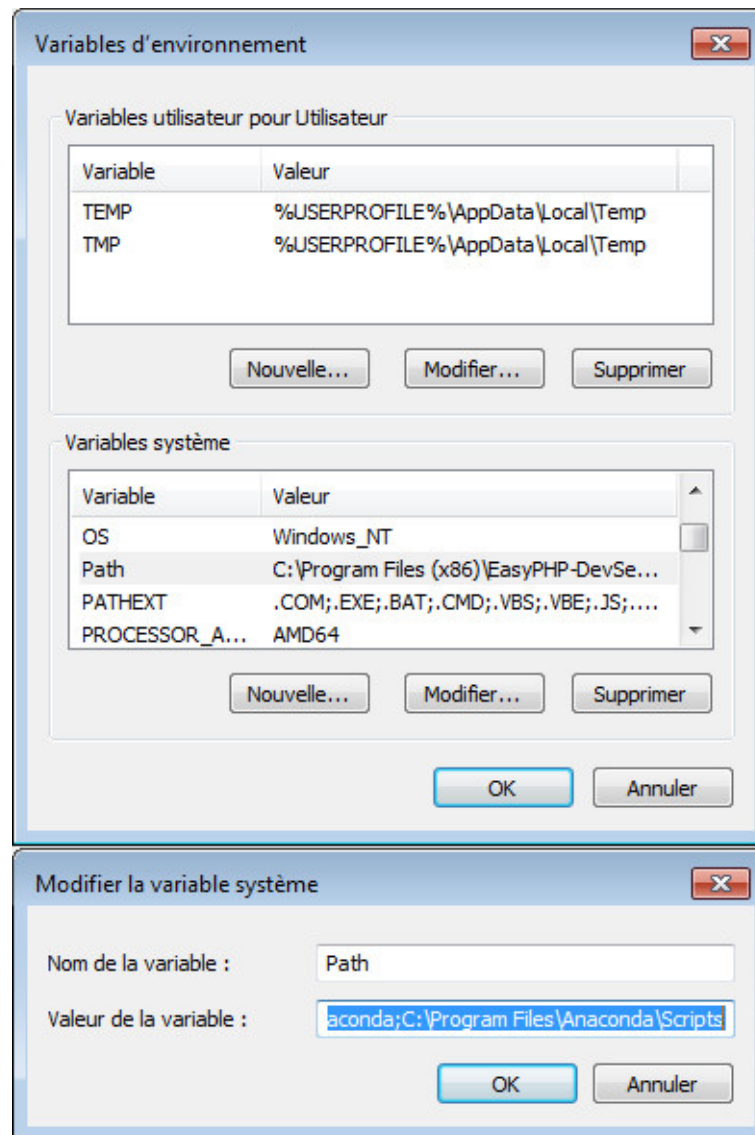 Variables d'environnement
Variables utilisateur pour Utilisateur
Variable Valeur
TEMP %USERPROFILE%\AppData\Local\Temp
TMP %USERPROFILE%\AppData\Local\Temp
Nouvelle... Modifier... Supprimer
Variables système
Variable Valeur
OS Windows_NT
Path C:\Program Files (x86)\EasyPHP-DevSe...
PATHEXT .COM;.EXE;.BAT;.CMD;.VBS;.VBE;.JS;....
PROCESSOR_A... AMD64
Nouvelle... Modifier... Supprimer
OK Annuler
Modifier la variable système
Nom de la variable : Path
Valeur de la variable : aconda;C:\Program Files\Anaconda\Scripts
OK Annuler